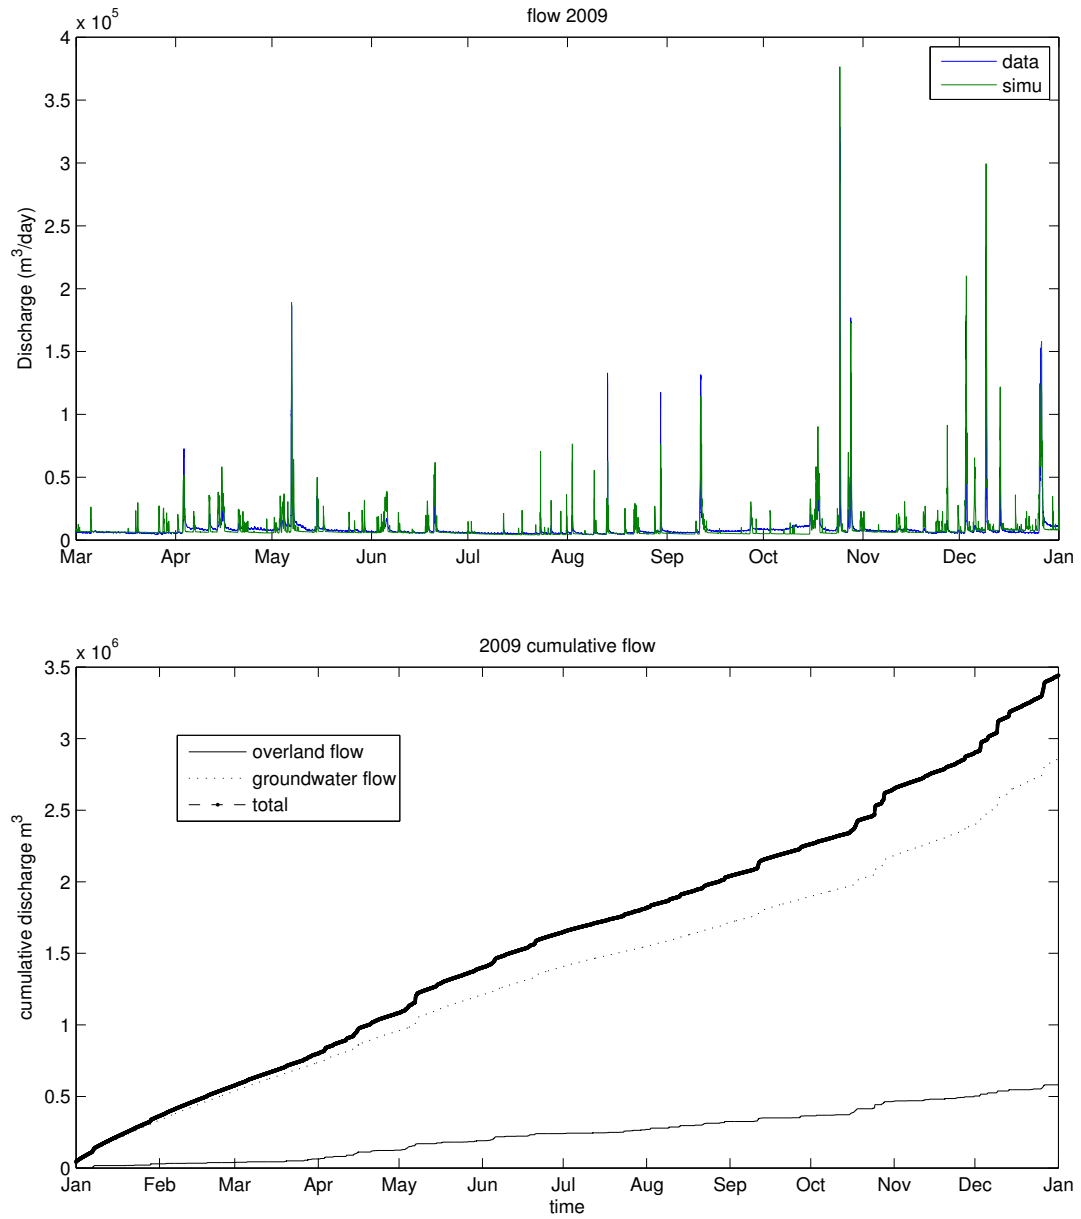 flow 2009
x 10^5
4
3.5
3
2.5
2
1.5
1
0.5
0
Discharge (m^3/day)
data
simu
Mar Apr May Jun Jul Aug Sep Oct Nov Dec Jan
2009 cumulative flow
x 10^6
3.5
3
2.5
2
1.5
1
0.5
0
cumulative discharge m^3
overland flow
groundwater flow
total
Jan Feb Mar Apr May Jun Jul Aug Sep Oct Nov Dec Jan
time